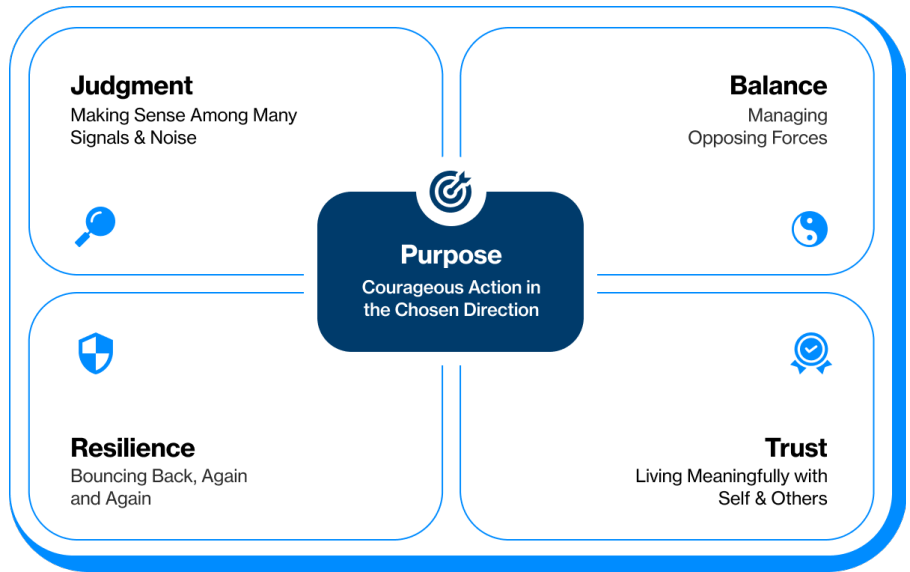 Judgment
Making Sense Among Many
Signals & Noise
Balance
Managing
Opposing Forces
Purpose
Courageous Action in
the Chosen Direction
Resilience
Bouncing Back, Again
and Again
Trust
Living Meaningfully with
Self & Others